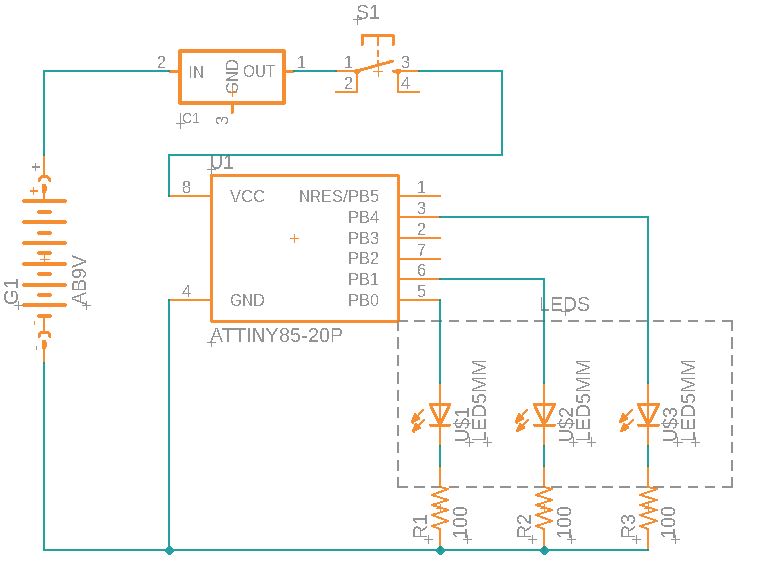 S1
2 IN GND OUT 1 1 3
2 4
C1 3
U1
8 VCC NRES/PB5 1
PB4 3
PB3 2
PB2 7
PB1 6
4 GND PB0 5
ATTINY85-20P
+
+
-
-
G1
AB9V
LEDS
U$1
LED5MM
U$2
LED5MM
U$3
LED5MM
R1
100
R2
100
R3
100